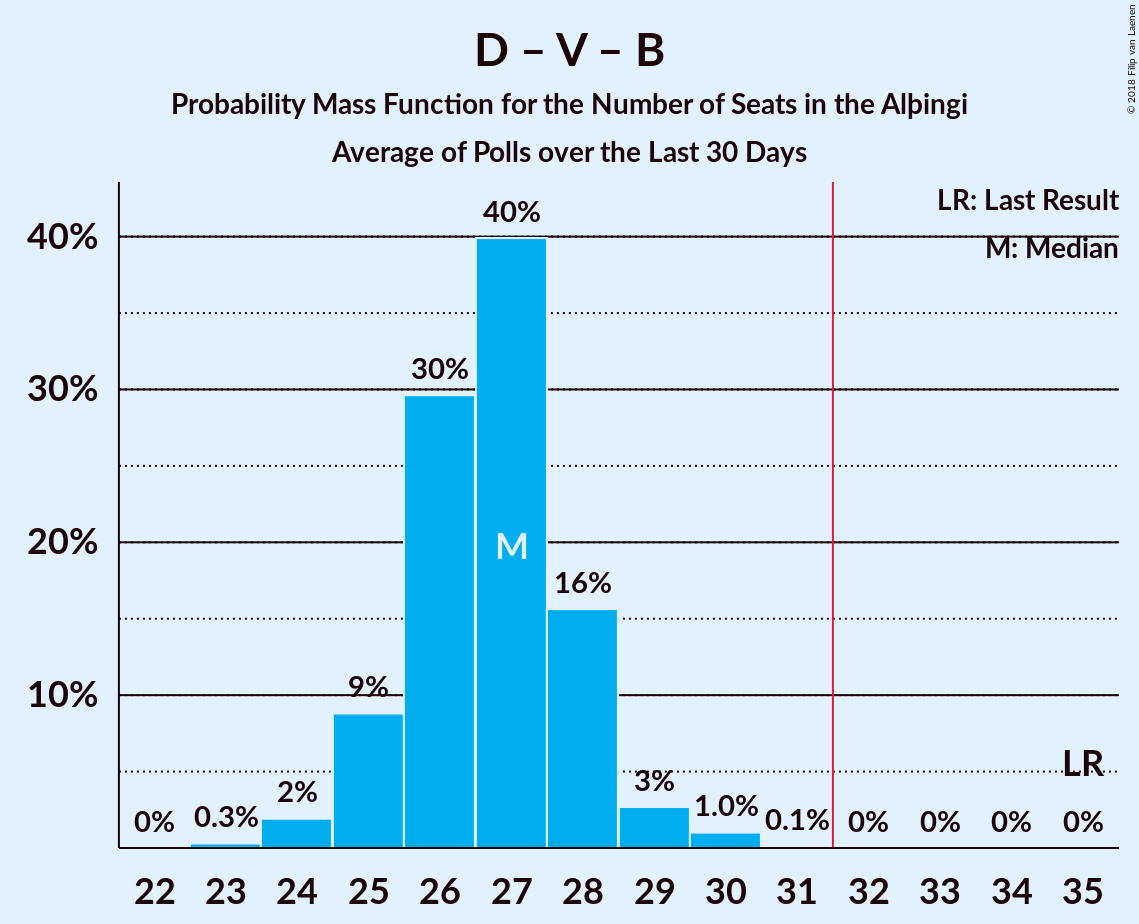 D – V – B
Probability Mass Function for the Number of Seats in the Alþingi
Average of Polls over the Last 30 Days
© 2018 Filip van Laenen
LR: Last Result
M: Median
40%
30%
20%
10%
0%
0.3%
2%
9%
30%
40%
16%
3%
1.0%
0.1%
0%
0%
0%
0%
M
LR
22 23 24 25 26 27 28 29 30 31 32 33 34 35